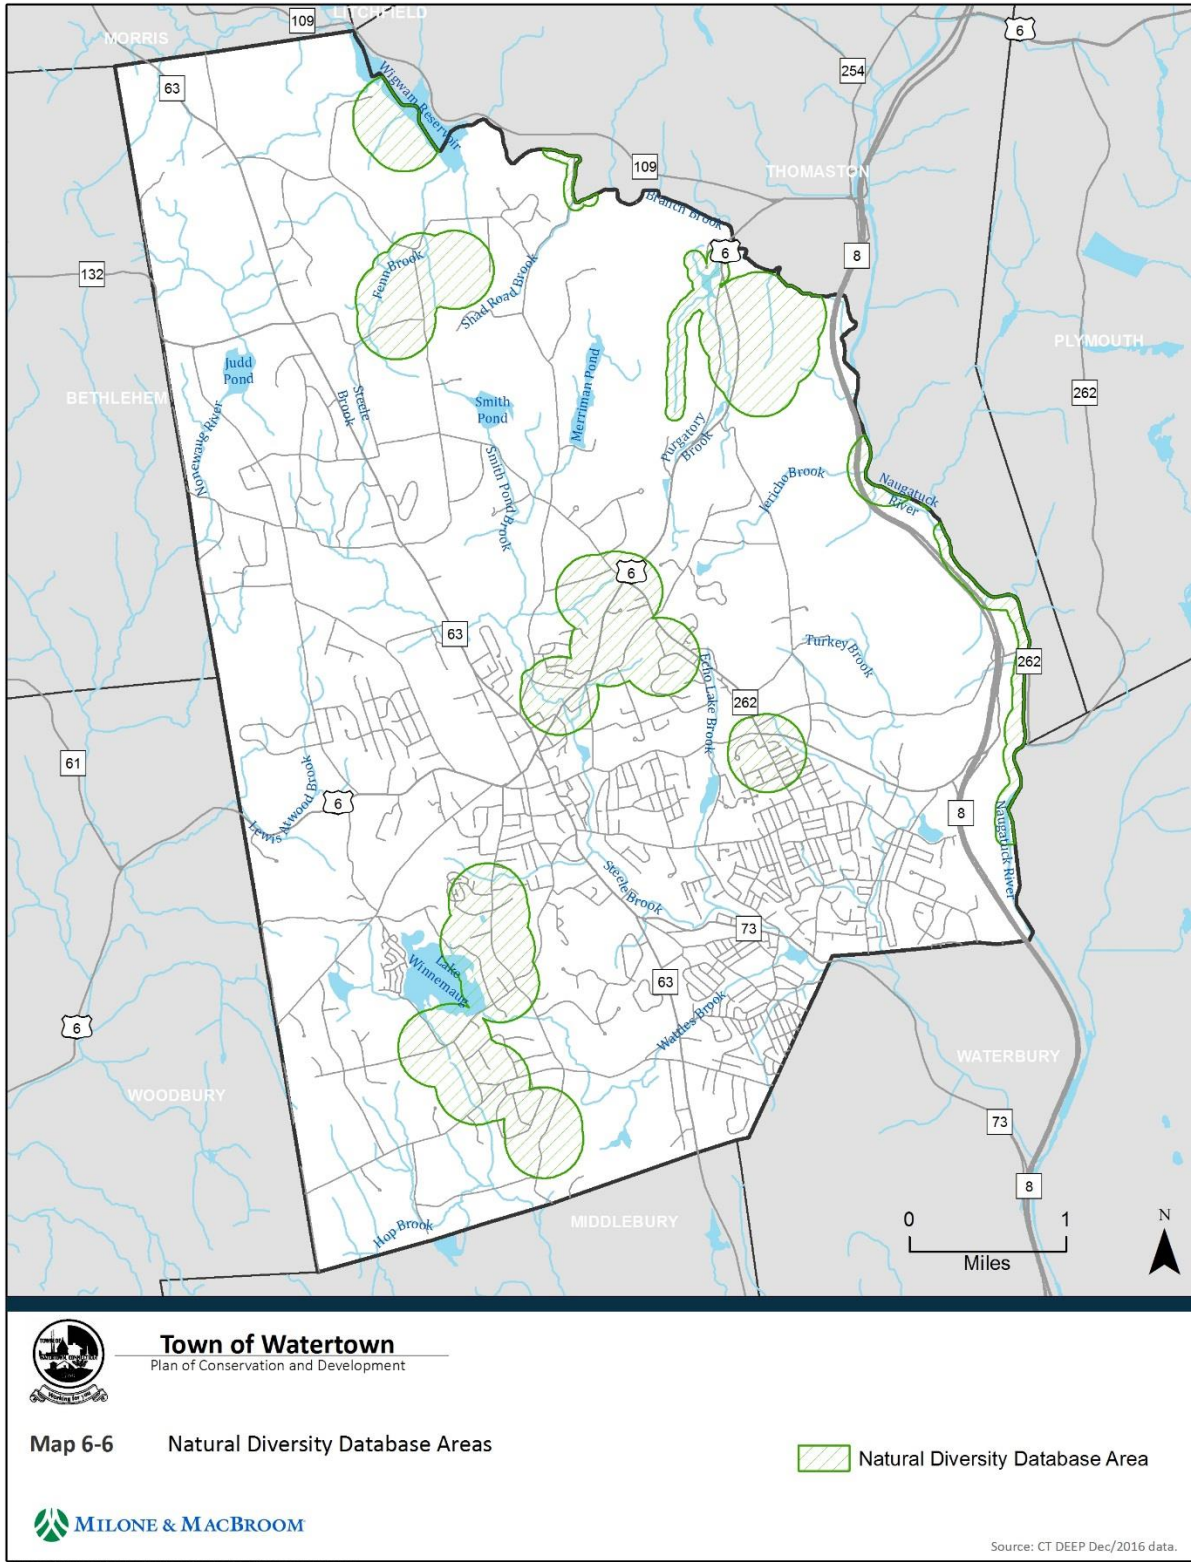 LITCHFIELD
109
6
MORRIS
254
63
Wigwam Reservoir
109
THOMASTON
Branch Brook
6
8
132
Fenn Brook
Shad Road Brook
PLYMOUTH
Judd
Pond
262
BETHLEHEM
Steele
Brook
Smith
Pond
Merriman Pond
Nonewaug River
Purgatory
Brook
Smith Pond Brook
Jericho Brook
Naugatuck
River
6
63
Turkey Brook
262
Echo Lake Brook
262
61
Lewis Atwood Brook
6
8
Naugatuck River
Steele Brook
73
Lake
Winnemaug
63
Wattles Brook
6
WATERBURY
WOODBURY
73
8
MIDDLEBURY
Hop Brook
0 1
Miles
N
Town of Watertown
Plan of Conservation and Development
Map 6-6 Natural Diversity Database Areas
Natural Diversity Database Area
MILONE & MACBROOM
Source: CT DEEP Dec/2016 data.